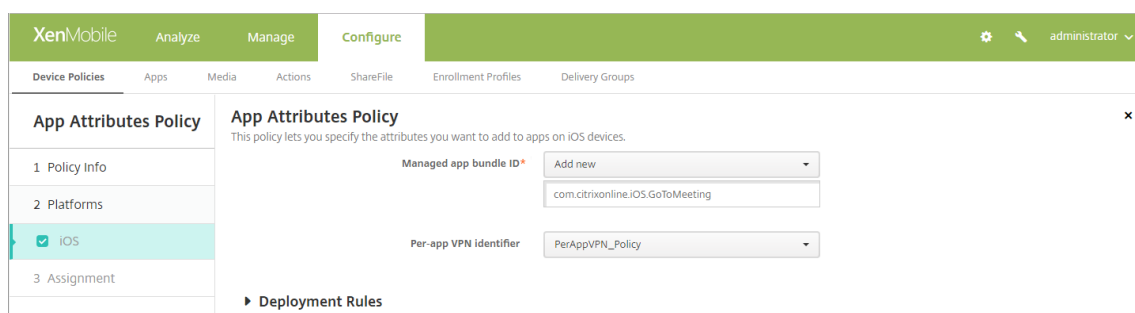 XenMobile Analyze Manage Configure administrator
Device Policies Apps Media Actions ShareFile Enrollment Profiles Delivery Groups
App Attributes Policy
1 Policy Info
2 Platforms
iOS
3 Assignment
App Attributes Policy
This policy lets you specify the attributes you want to add to apps on iOS devices.
Managed app bundle ID* Add new
com.citrixonline.iOS.GoToMeeting
Per-app VPN identifier PerAppVPN_Policy
Deployment Rules